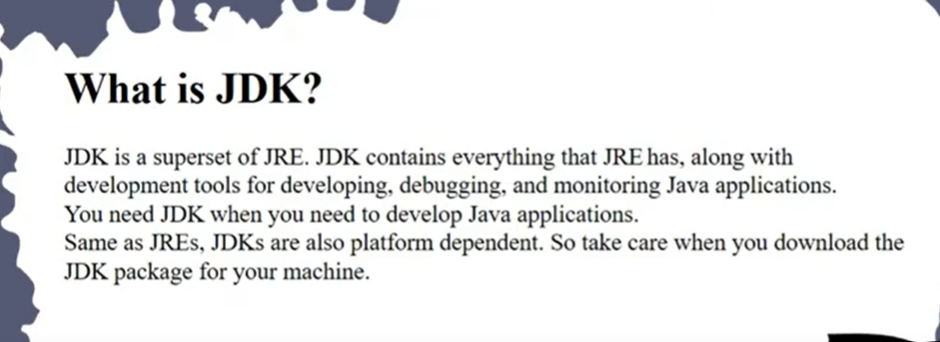 What is JDK?
JDK is a superset of JRE. JDK contains everything that JRE has, along with
development tools for developing, debugging, and monitoring Java applications.
You need JDK when you need to develop Java applications.
Same as JREs, JDKs are also platform dependent. So take care when you download the
JDK package for your machine.